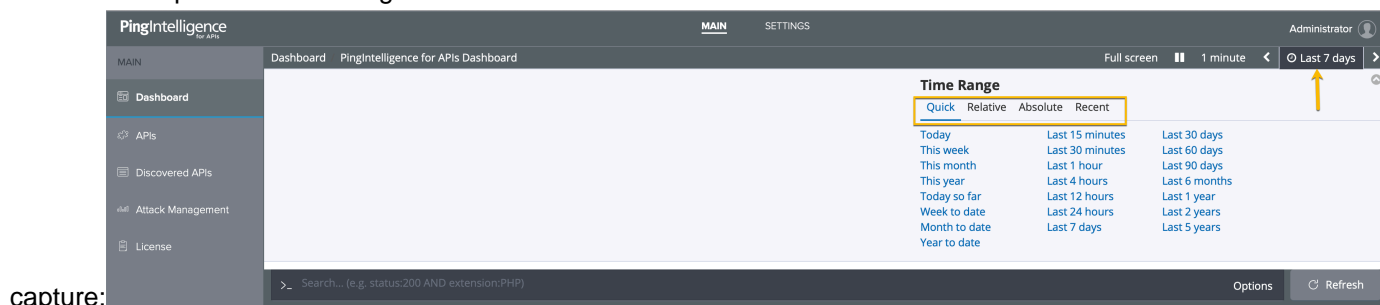 PingIntelligence
for APIs
MAIN SETTINGS
Administrator
MAIN
Dashboard PingIntelligence for APIs Dashboard
Full screen 1 minute Last 7 days
Dashboard
APIs
Discovered APIs
Attack Management
License
Time Range
Quick Relative Absolute Recent
Today Last 15 minutes Last 30 days
This week Last 30 minutes Last 60 days
This month Last 1 hour Last 90 days
This year Last 4 hours Last 6 months
Today so far Last 12 hours Last 1 year
Week to date Last 24 hours Last 2 years
Month to date Last 7 days Last 5 years
Year to date
>_ Search... (e.g. status:200 AND extension:PHP)
Options Refresh
capture: